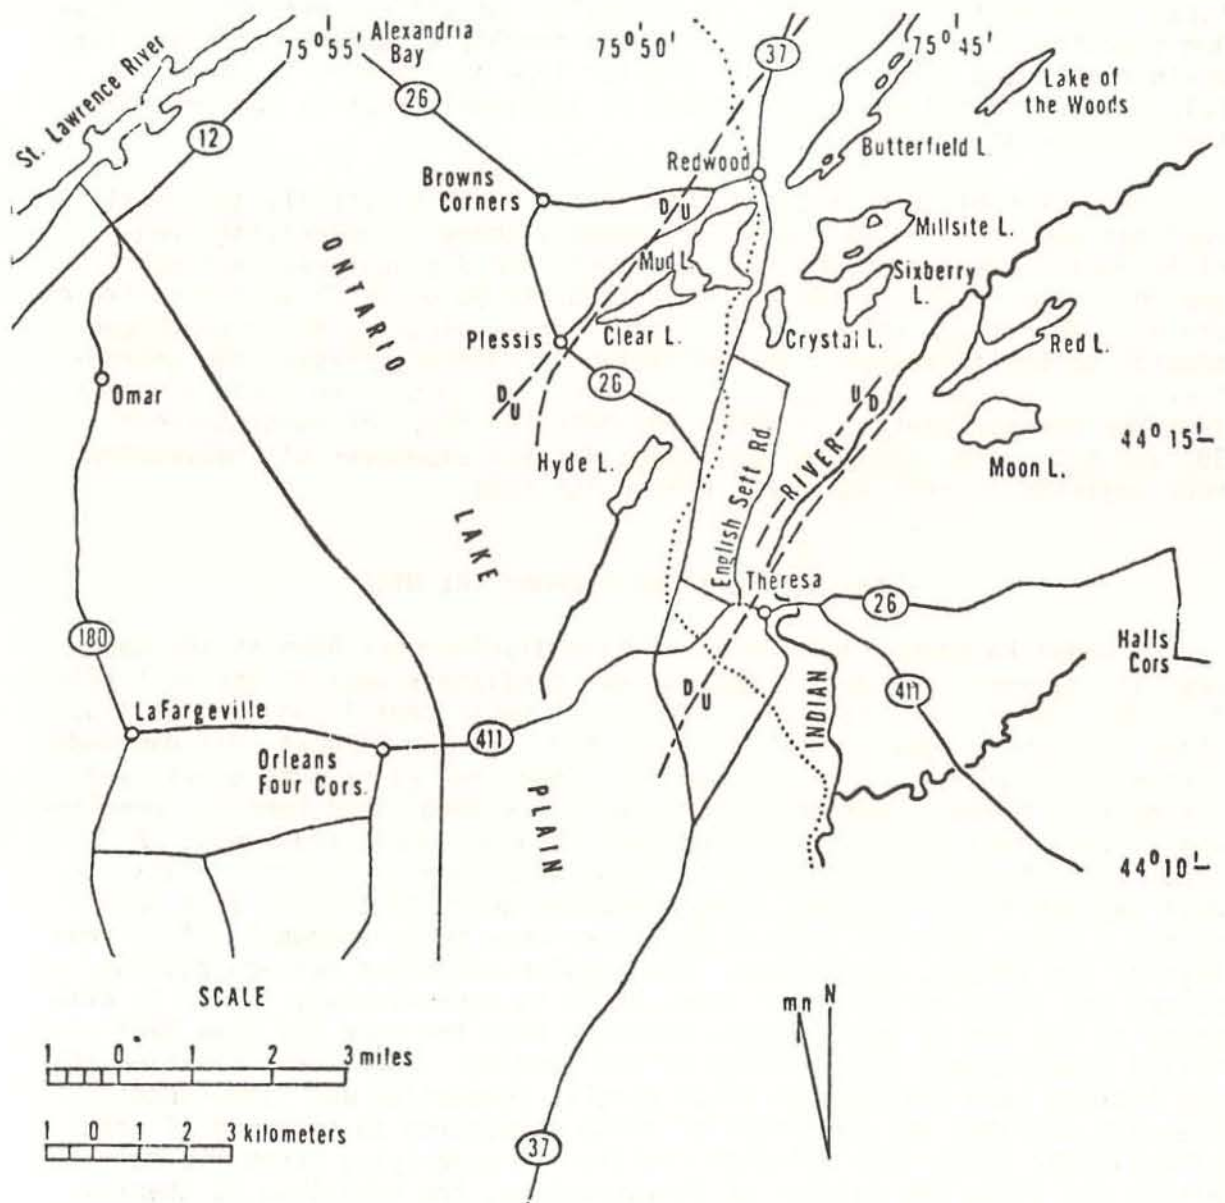 75°55'
Alexandria
Bay
75°50'
37
75°45'
Lake of
the Woods
St. Lawrence River
26
12
Butterfield L.
Redwood
Browns
Corners
D U
Millsite L.
Mud L.
Sixberry
L.
ONTARIO
Plessis
Clear L.
Crystal L.
Red L.
Omar
26
D U
U D
44°15'
Hyde L.
English Sett Rd.
RIVER
Moon L.
LAKE
Theresa
26
180
Halls
Cors
D U
411
INDIAN
LaFargeville
411
Orleans
Four Cors.
PLAIN
44°10'
SCALE
mn N
1 0 1 2 3 miles
1 0 1 2 3 kilometers
37